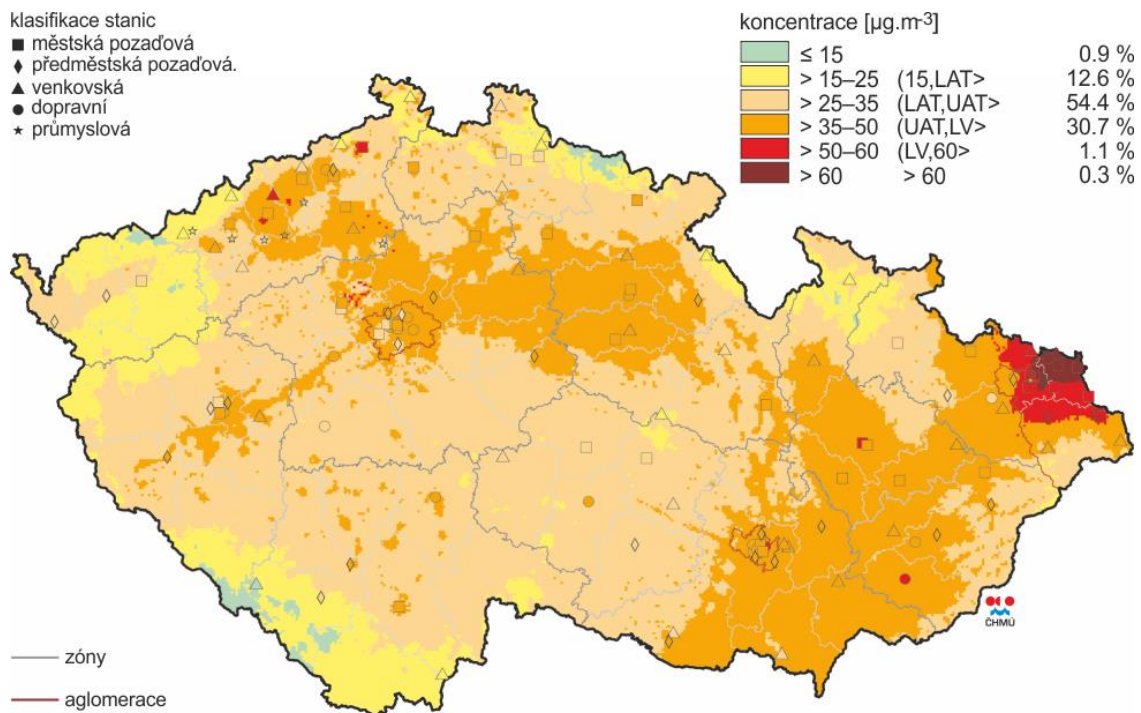 klasifikace stanic
městská pozaďová
předměstská pozaďová.
venkovská
dopravní
průmyslová
koncentrace [µg.m-³]
≤ 15 0.9 %
> 15–25 (15,LAT> 12.6 %
> 25–35 (LAT,UAT> 54.4 %
> 35–50 (UAT,LV> 30.7 %
> 50–60 (LV,60> 1.1 %
> 60 > 60 0.3 %
ČHMÚ
zóny
aglomerace